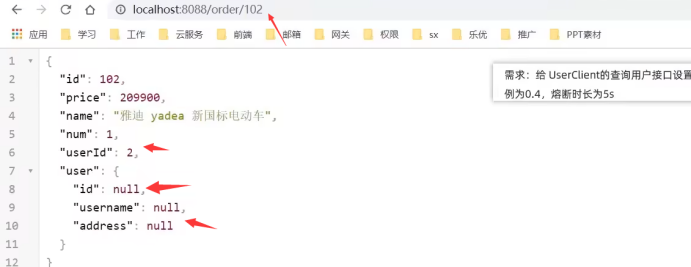 localhost:8088/order/102
应用 学习 工作 云服务 前端 邮箱 网关 权限 sx 乐优 推广 PPT素材
1 {
2 "id": 102,
3 "price": 209900,
4 "name": "雅迪 yadea 新国标电动车",
5 "num": 1,
6 "userId": 2,
7 "user": {
8 "id": null,
9 "username": null,
10 "address": null
11 }
12 }
需求：给 UserClient的查询用户接口设置
例为0.4，熔断时长为5s